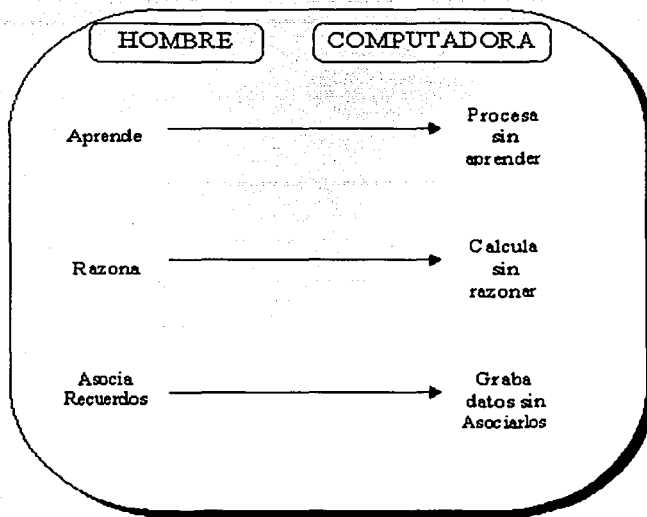 HOMBRE COMPUTADORA
Aprende
Procesa
sin
aprender
Razona
Calcula
sin
razonar
Asocia
Recuerdos
Graba
datos sin
Asociarlos